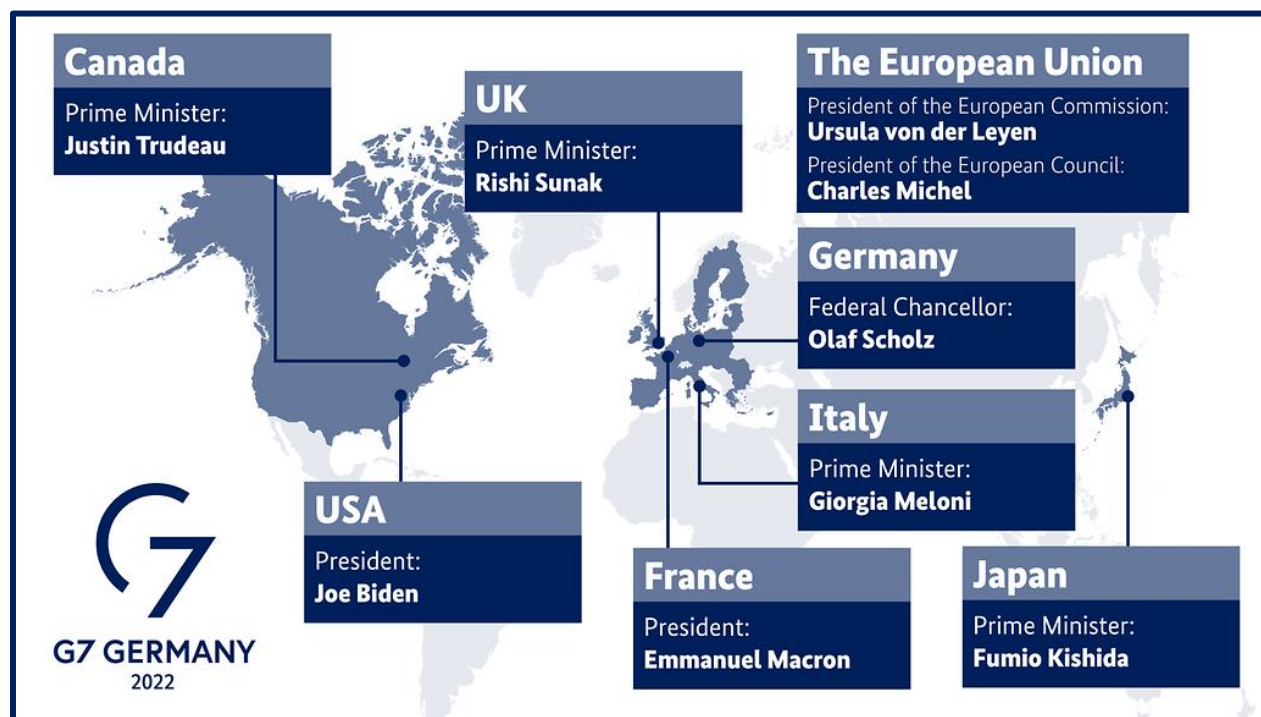 Canada
Prime Minister:
Justin Trudeau
UK
Prime Minister:
Rishi Sunak
The European Union
President of the European Commission:
Ursula von der Leyen
President of the European Council:
Charles Michel
Germany
Federal Chancellor:
Olaf Scholz
Italy
Prime Minister:
Giorgia Meloni
USA
President:
Joe Biden
France
President:
Emmanuel Macron
Japan
Prime Minister:
Fumio Kishida
G7
G7 GERMANY
2022